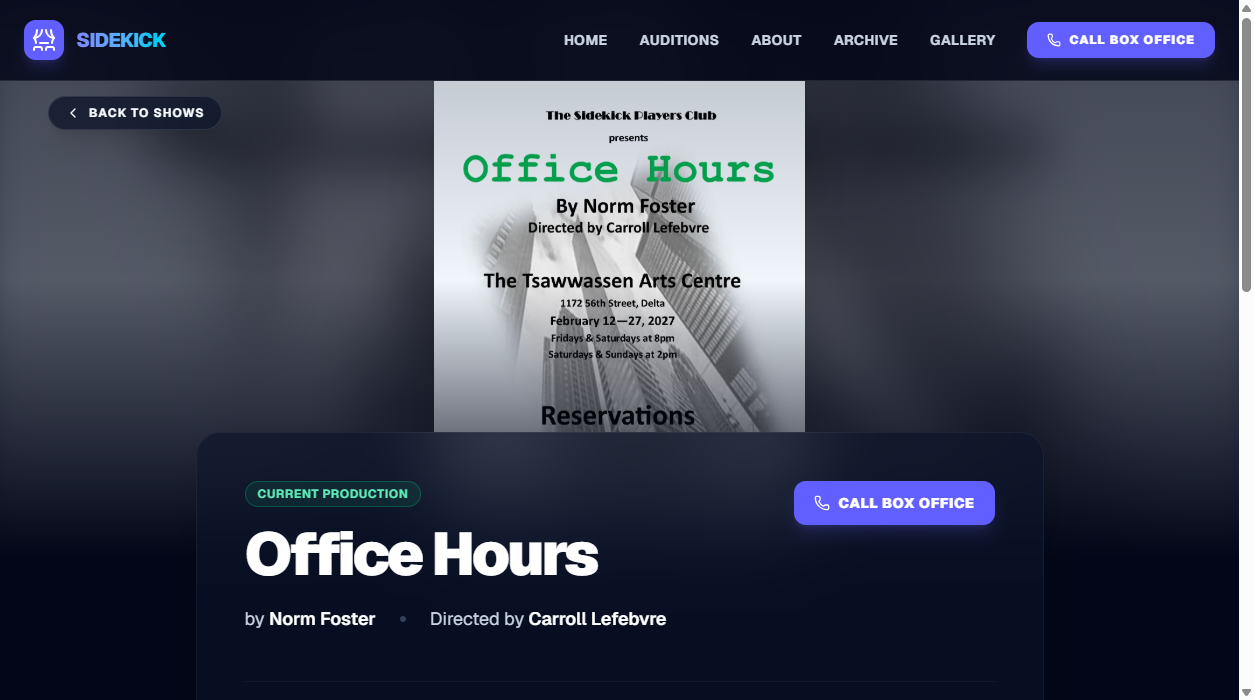 SIDEKICK
HOME
AUDITIONS
ABOUT
ARCHIVE
GALLERY
CALL BOX OFFICE
BACK TO SHOWS
The Sidekick Players Club
presents
Office Hours
By Norm Foster
Directed by Carroll Lefebvre
The Tsawwassen Arts Centre
1172 56th Street, Delta
February 12—27, 2027
Fridays & Saturdays at 8pm
Saturdays & Sundays at 2pm
Reservations
CURRENT PRODUCTION
CALL BOX OFFICE
Office Hours
by Norm Foster • Directed by Carroll Lefebvre